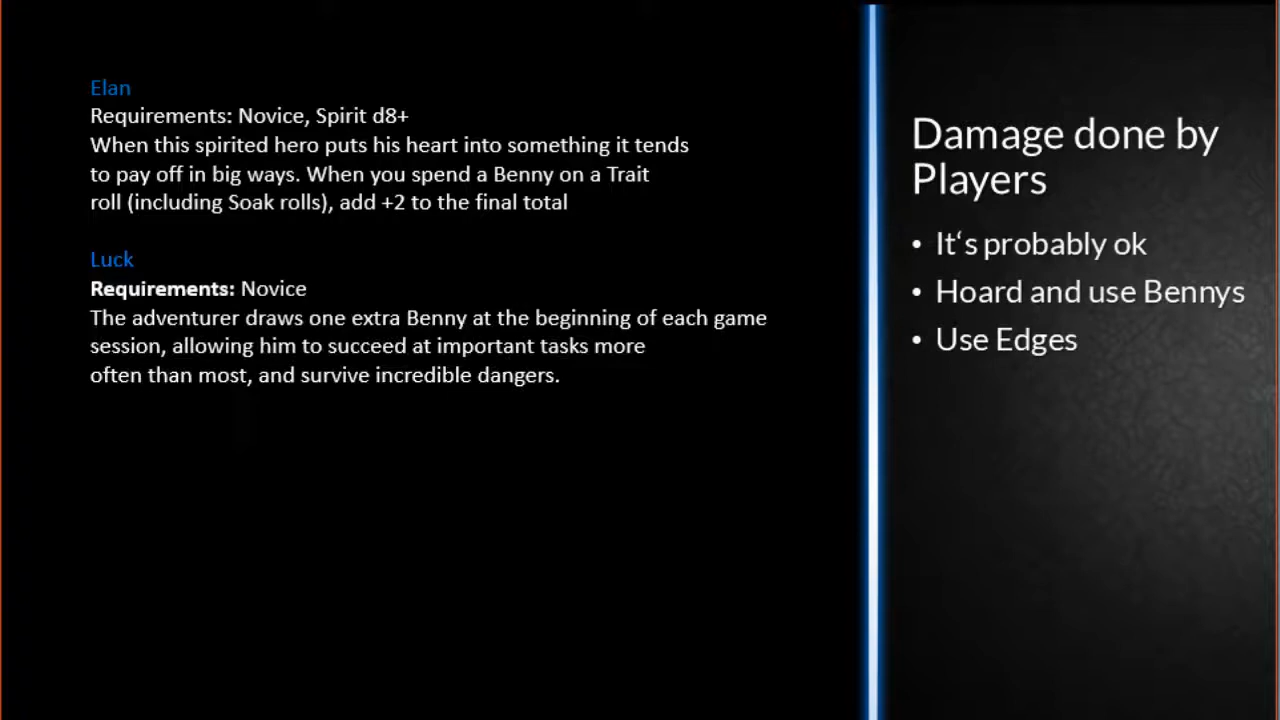 Elan
Requirements: Novice, Spirit d8+
When this spirited hero puts his heart into something it tends
to pay off in big ways. When you spend a Benny on a Trait
roll (including Soak rolls), add +2 to the final total
Luck
Requirements: Novice
The adventurer draws one extra Benny at the beginning of each game
session, allowing him to succeed at important tasks more
often than most, and survive incredible dangers.
Damage done by
Players
• It‘s probably ok
• Hoard and use Bennys
• Use Edges